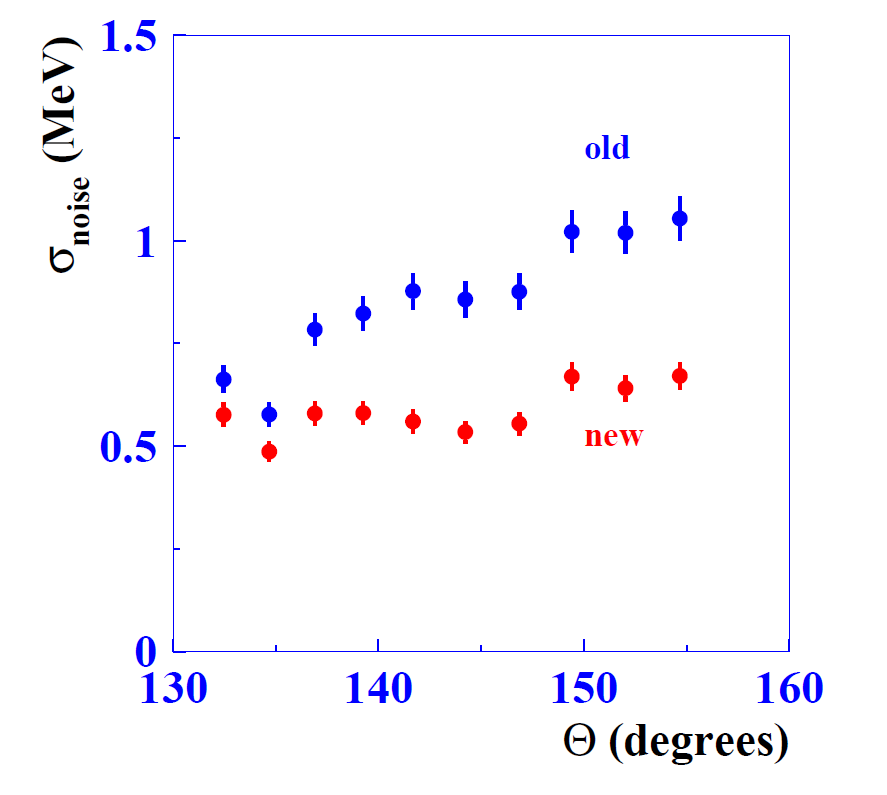 1.5
σnoise (MeV)
old
1
0.5
new
0
130 140 150 160
Θ (degrees)